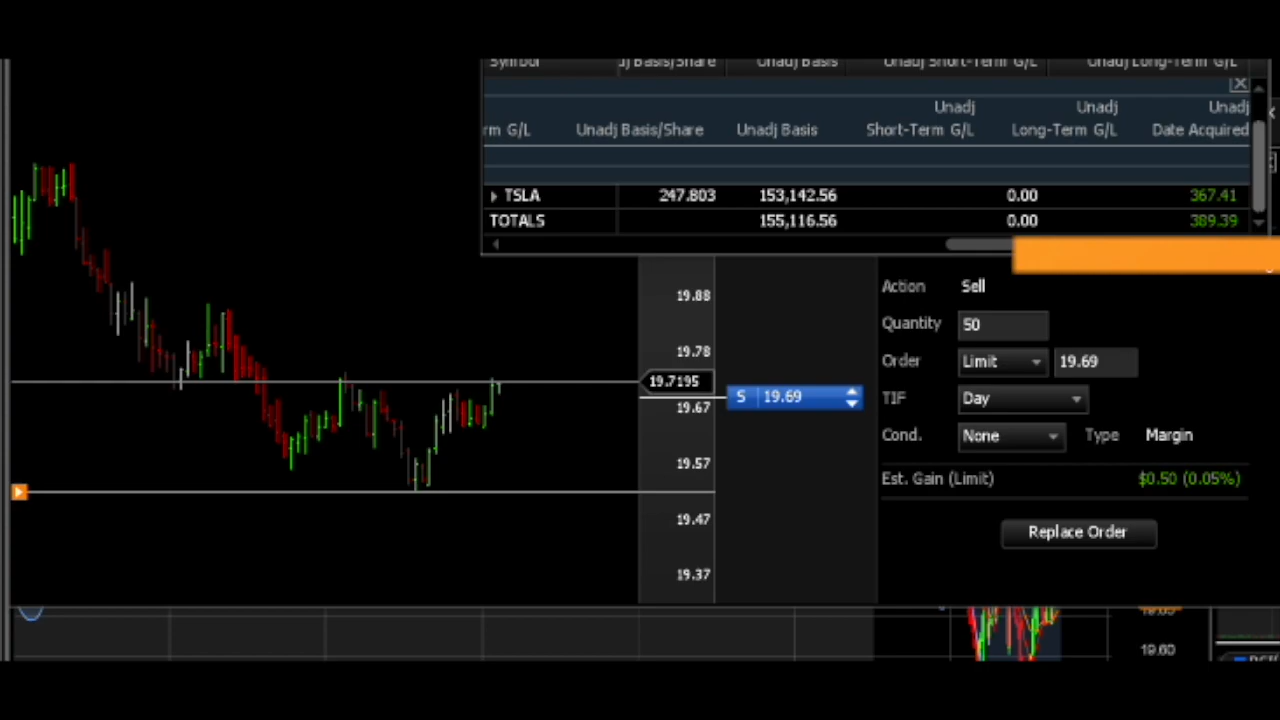 Symbol Basis/Share Unadj Basis Unadj Short-Term G/L Unadj Long-Term G/L
Unadj Unadj Unadj
G/L Unadj Basis/Share Unadj Basis Short-Term G/L Long-Term G/L Date Acquired
TSLA 247.803 153,142.56 0.00 367.41
TOTALS 155,116.56 0.00 389.39
Action Sell
19.88
Quantity 50
19.78
Order Limit 19.69
19.7195
S 19.69
TIF Day
19.67
Cond. None Type Margin
19.57
Est. Gain (Limit) $0.50 (0.05%)
19.47
Replace Order
19.37
19.60